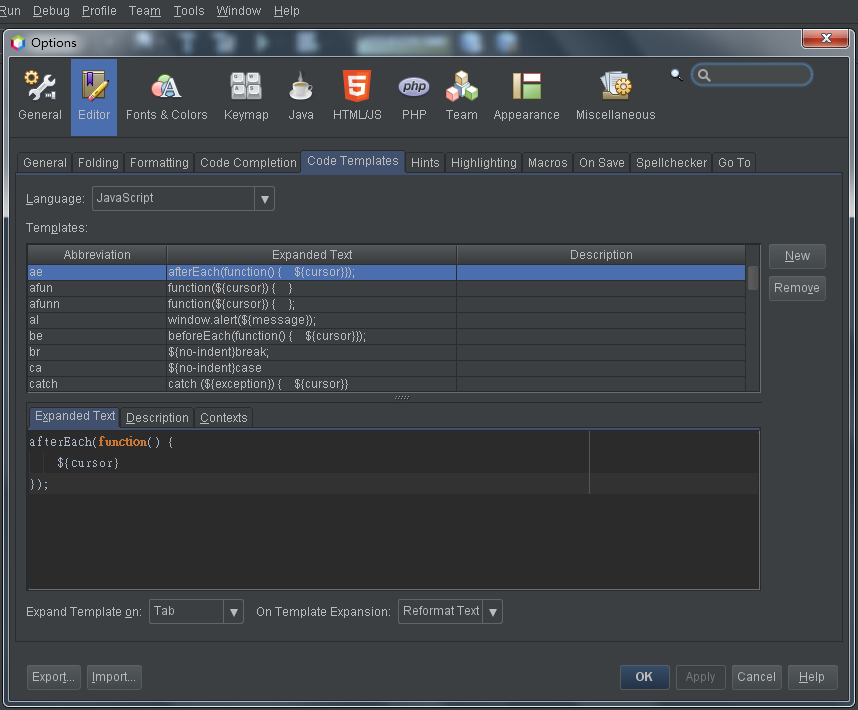 Run Debug Profile Team Tools Window Help
Options
General Editor Fonts & Colors Keymap Java HTML/JS PHP Team Appearance Miscellaneous
General Folding Formatting Code Completion Code Templates Hints Highlighting Macros On Save Spellchecker Go To
Language: JavaScript
Templates:
Abbreviation Expanded Text Description
ae afterEach(function() { ${cursor}});
afun function(${cursor}) { }
afunn function(${cursor}) { };
al window.alert(${message});
be beforeEach(function() { ${cursor}});
br ${no-indent}break;
ca ${no-indent}case
catch catch (${exception}) { ${cursor}}
New
Remove
Expanded Text Description Contexts
afterEach(function() {
${cursor}
});
Expand Template on: Tab On Template Expansion: Reformat Text
Export... Import... OK Apply Cancel Help